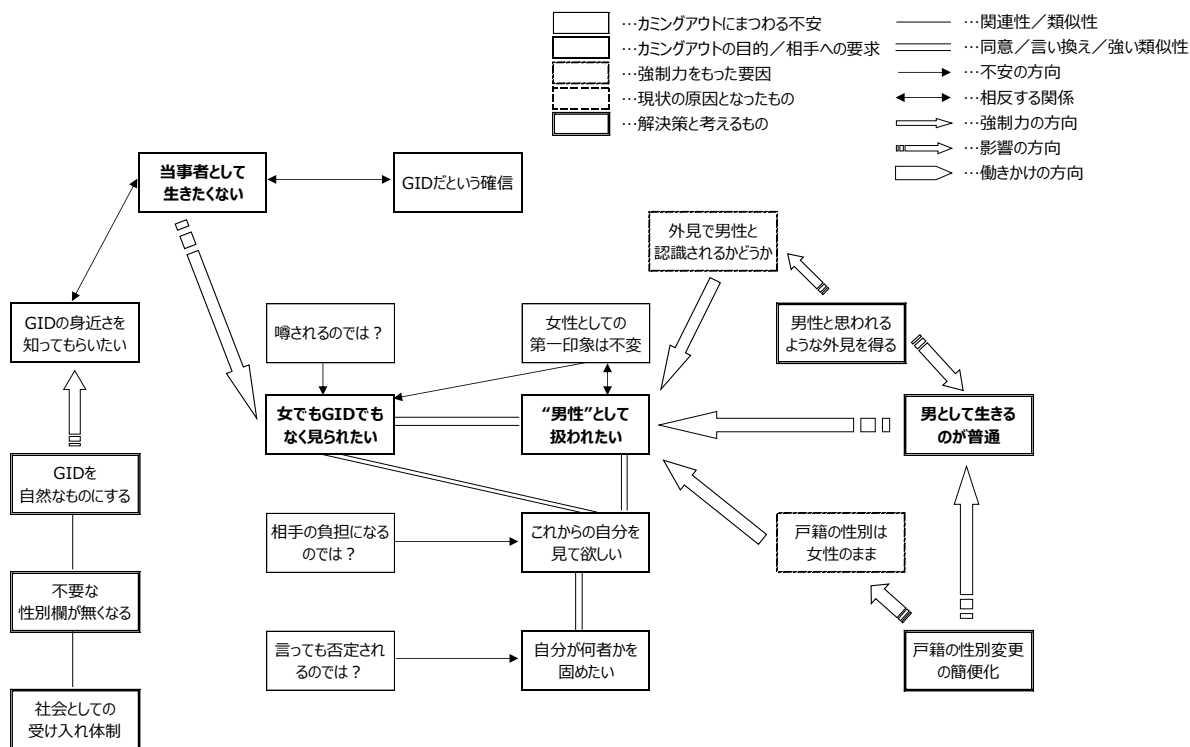 …カミングアウトにまつわる不安
…カミングアウトの目的／相手への要求
…強制力をもった要因
…現状の原因となったもの
…解決策と考えるもの
…関連性／類似性
…同意／言い換え／強い類似性
…不安の方向
…相反する関係
…強制力の方向
…影響の方向
…働きかけの方向
当事者として
生きたくない
GIDだという確信
外見で男性と
認識されるかどうか
GIDの身近さを
知ってもらいたい
噂されるのでは？
女性としての
第一印象は不変
男性と思われる
ような外見を得る
女でもGIDでも
なく見られたい
“男性”として
扱われたい
男として生きる
のが普通
GIDを
自然なものにする
相手の負担になる
のでは？
これからの自分を
見て欲しい
戸籍の性別は
女性のまま
不要な
性別欄が無くなる
言っても否定され
るのでは？
自分が何者かを
固めたい
戸籍の性別変更
の簡便化
社会としての
受け入れ体制